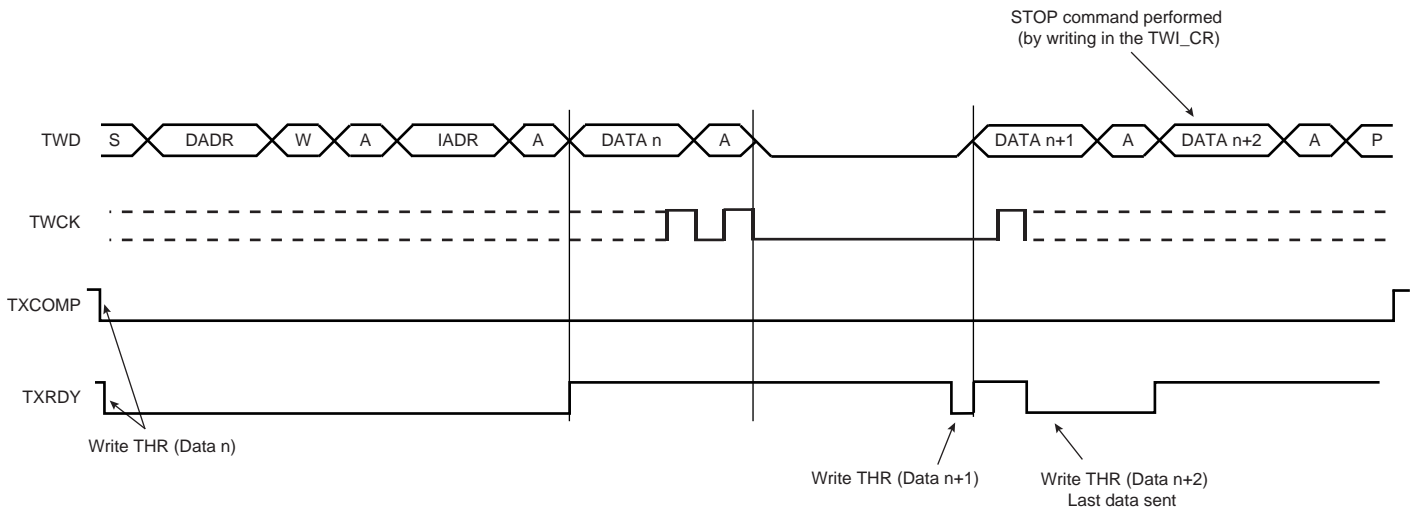 STOP command performed
(by writing in the TWI_CR)
TWD S DADR W A IADR A DATA n A DATA n+1 A DATA n+2 A P
TWCK
TXCOMP
TXRDY
Write THR (Data n)
Write THR (Data n+1)
Write THR (Data n+2)
Last data sent